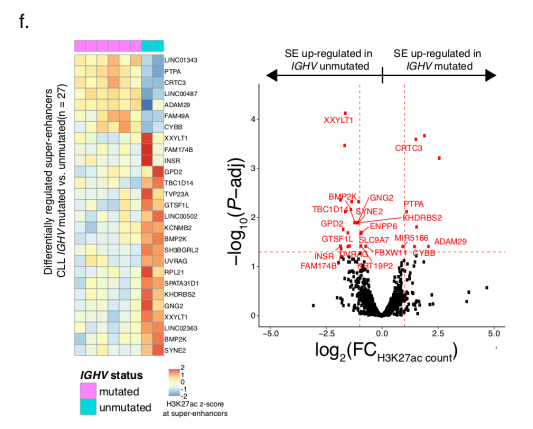 f.
Differentially regulated super-enhancers
CLL IGHV mutated vs. unmutated(n = 27)
LINC01343
PTPA
CRTC3
LINC00487
ADAM29
FAM49A
CYBB
XXYLT1
FAM174B
INSR
GPD2
TBC1D14
TVP23A
GTSF1L
LINC00502
KCNMB2
BMP2K
SH3BGRL2
UVRAG
RPL21
SPATA31D1
KHDRBS2
GNG2
XXYLT1
LINC02363
BMP2K
SYNE2
IGHV status
mutated
unmutated
2
1
0
-1
-2
H3K27ac z-score
at super-enhancers
SE up-regulated in
IGHV unmutated
SE up-regulated in
IGHV mutated
−log10(P−adj)
4
3
2
1
0
XXYLT1
CRTC3
BMP2K
GNG2
PTPA
TBC1D14
SYNE2
KHDRBS2
GPD2
ENPP6
GTSF1L
SLC9A7
MIR5186
ADAM29
INSR
UVRAG
FBXW11
CYBB
FAM174B
KRT19P2
−5.0
−2.5
0.0
2.5
5.0
log2(FCH3K27ac count)